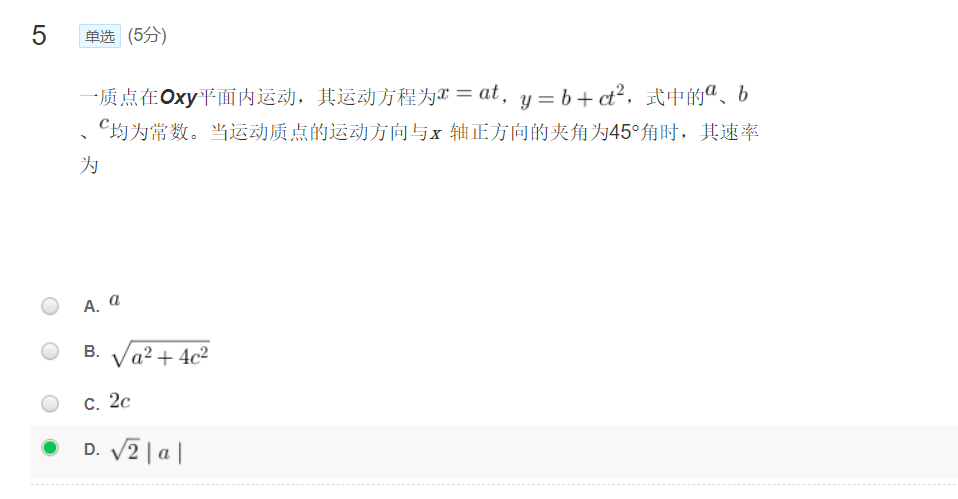 5 单选 (5分)
一质点在Oxy平面内运动，其运动方程为x = at，y = b + ct²，式中的a、b
、c均为常数。当运动质点的运动方向与x 轴正方向的夹角为45°角时，其速率
为
A. a
B. √(a² + 4c²)
C. 2c
D. √2 | a |